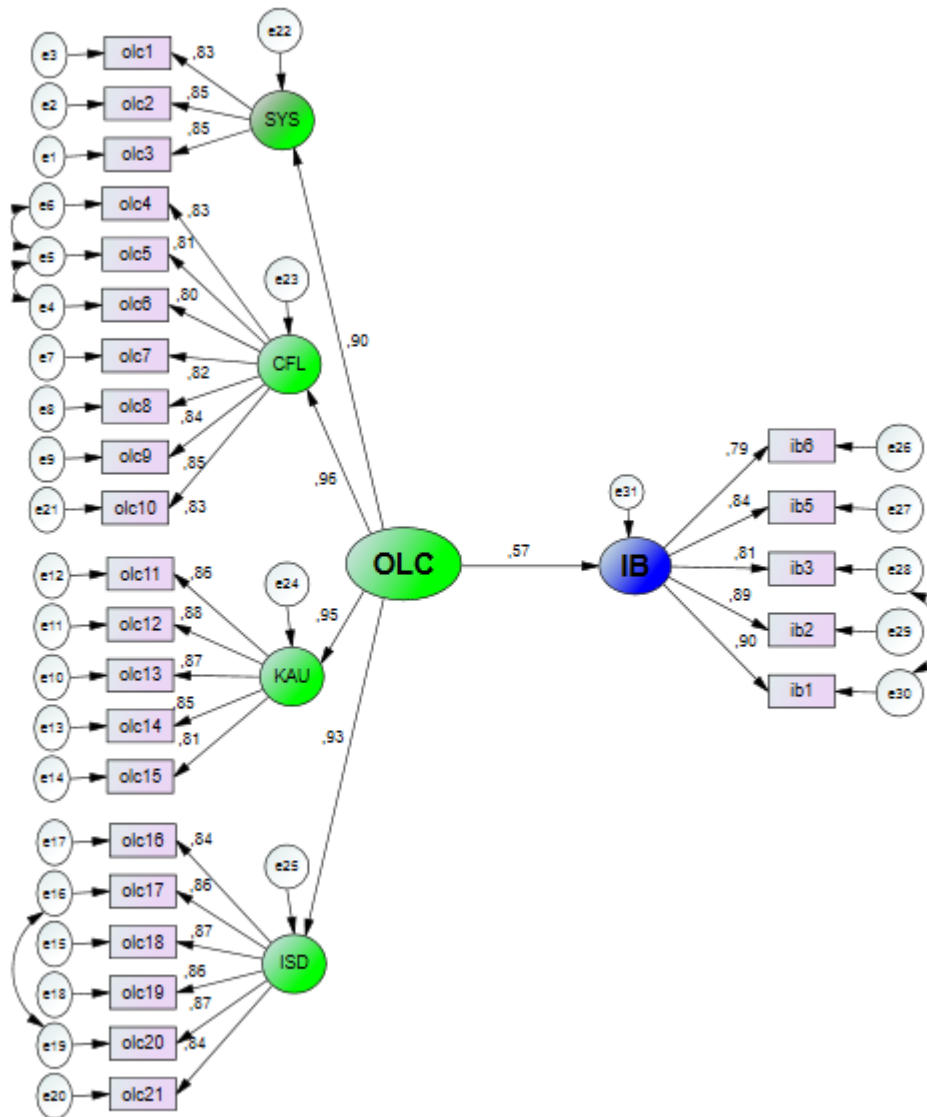 e22
e3 olc1 ,83
e2 olc2 ,85 SYS
e1 olc3 ,85
e6 olc4 ,83
e5 olc5 ,81
e23
e4 olc6 ,80
e7 olc7 CFL ,90
e8 olc8 ,82
e9 olc9 ,84
e21 olc10 ,85
,83
,96
OLC ,57 IB
e31
,79 ib6 e26
,84 ib5 e27
,81 ib3 e28
,89 ib2 e29
,90 ib1 e30
e12 olc11 ,86 e24
e11 olc12 ,88 ,95
e10 olc13 ,87 KAU
e13 olc14 ,85
e14 olc15 ,81
,93
e17 olc16 ,84 e25
e16 olc17 ,86
e15 olc18 ,87 ISD
e18 olc19 ,86
e19 olc20 ,87
e20 olc21 ,84